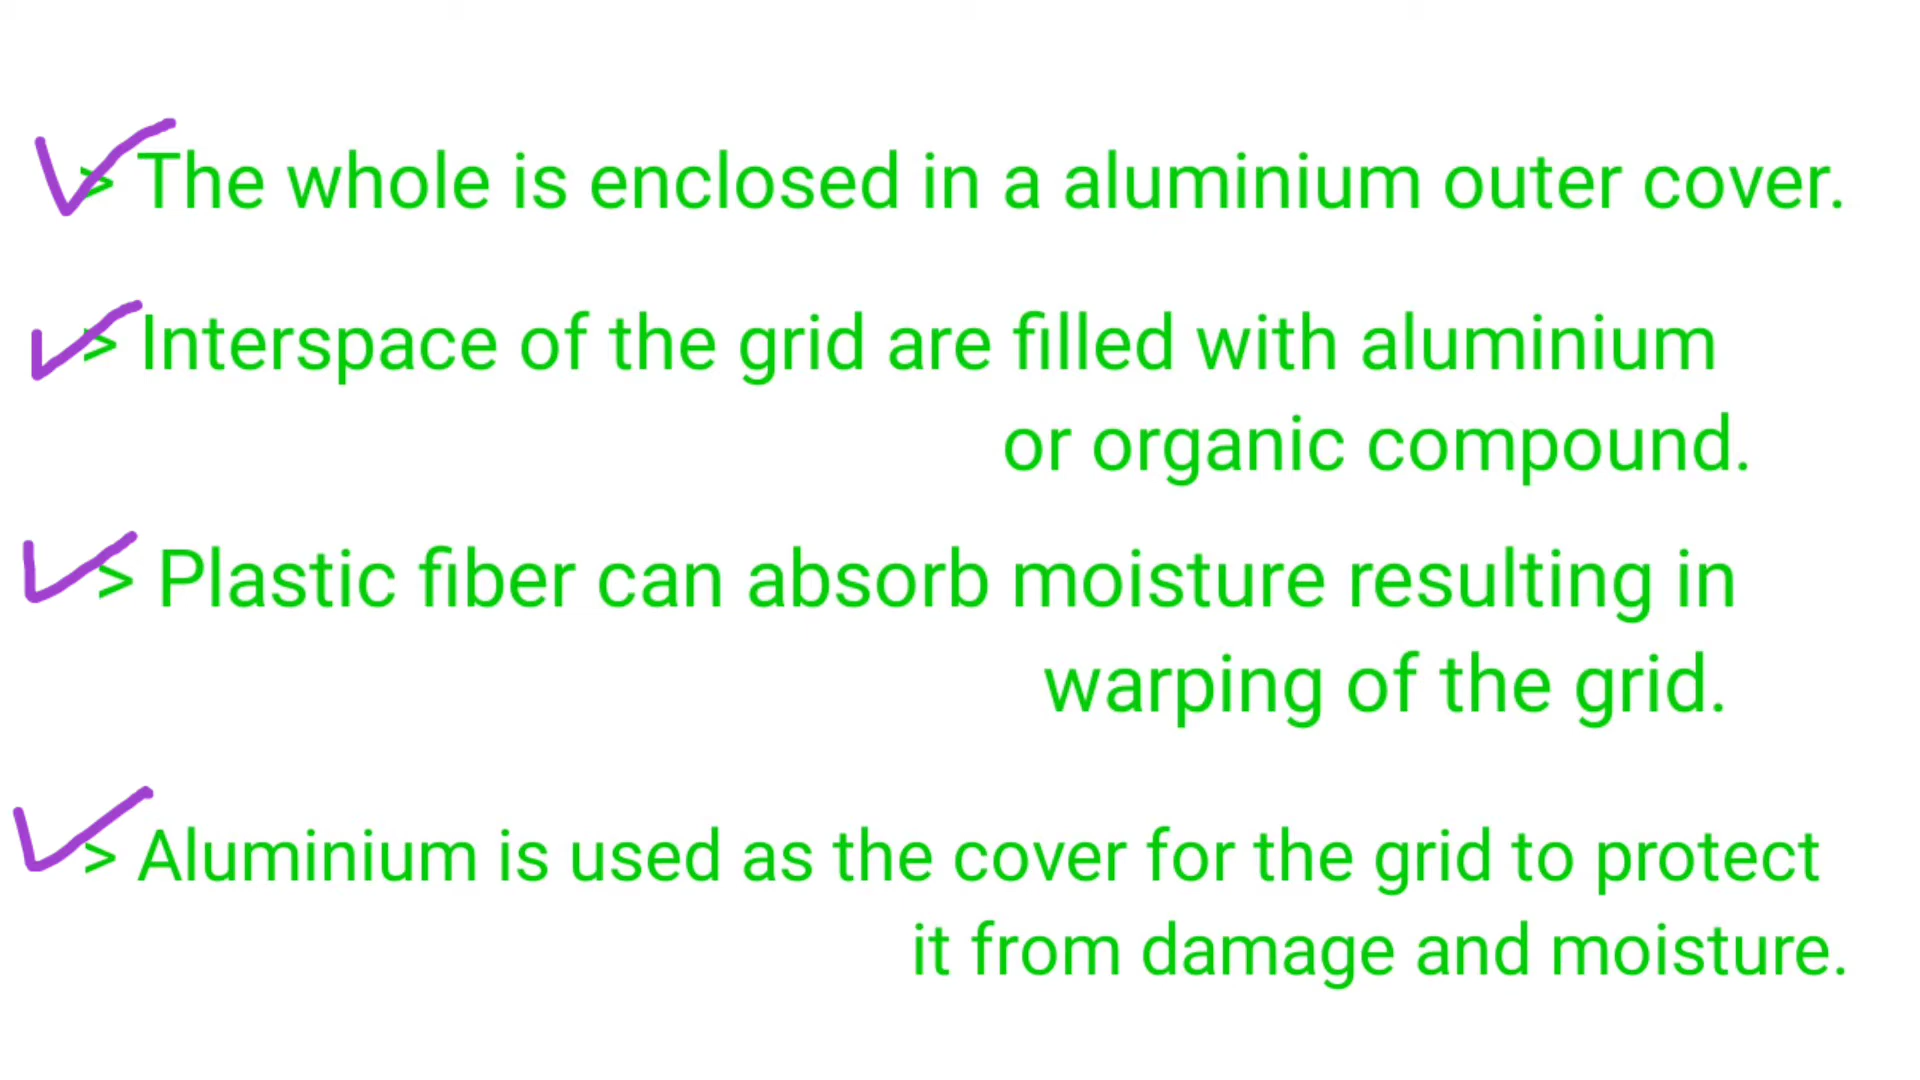 > The whole is enclosed in a aluminium outer cover.
> Interspace of the grid are filled with aluminium
or organic compound.
> Plastic fiber can absorb moisture resulting in
warping of the grid.
> Aluminium is used as the cover for the grid to protect
it from damage and moisture.